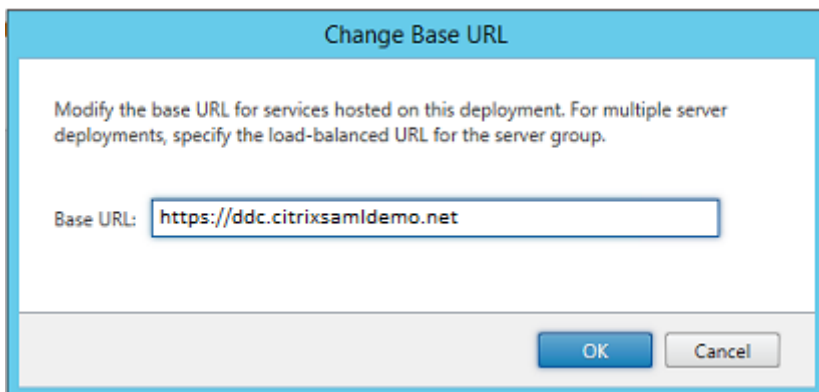 Change Base URL
Modify the base URL for services hosted on this deployment. For multiple server
deployments, specify the load-balanced URL for the server group.
Base URL: https://ddc.citrixsamldemo.net
OK Cancel